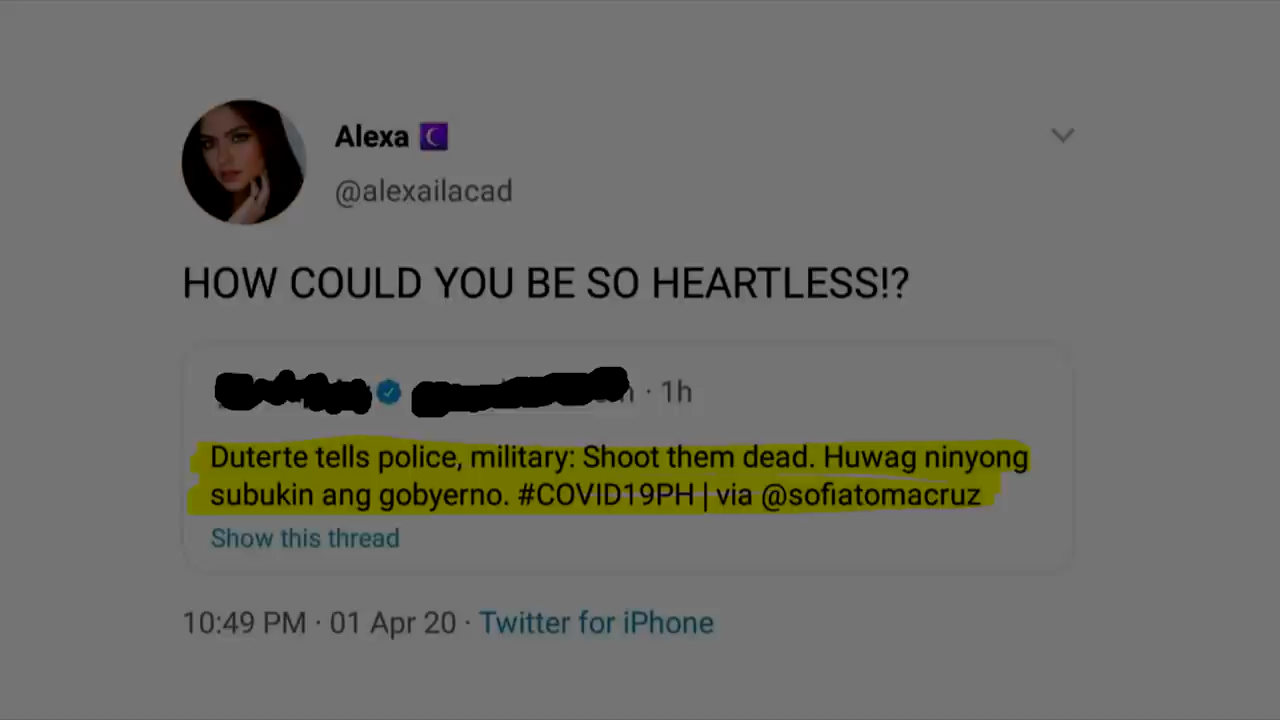 Alexa
@alexailacad
HOW COULD YOU BE SO HEARTLESS!?
· 1h
Duterte tells police, military: Shoot them dead. Huwag ninyong
subukin ang gobyerno. #COVID19PH | via @sofiatomacruz
Show this thread
10:49 PM · 01 Apr 20 · Twitter for iPhone